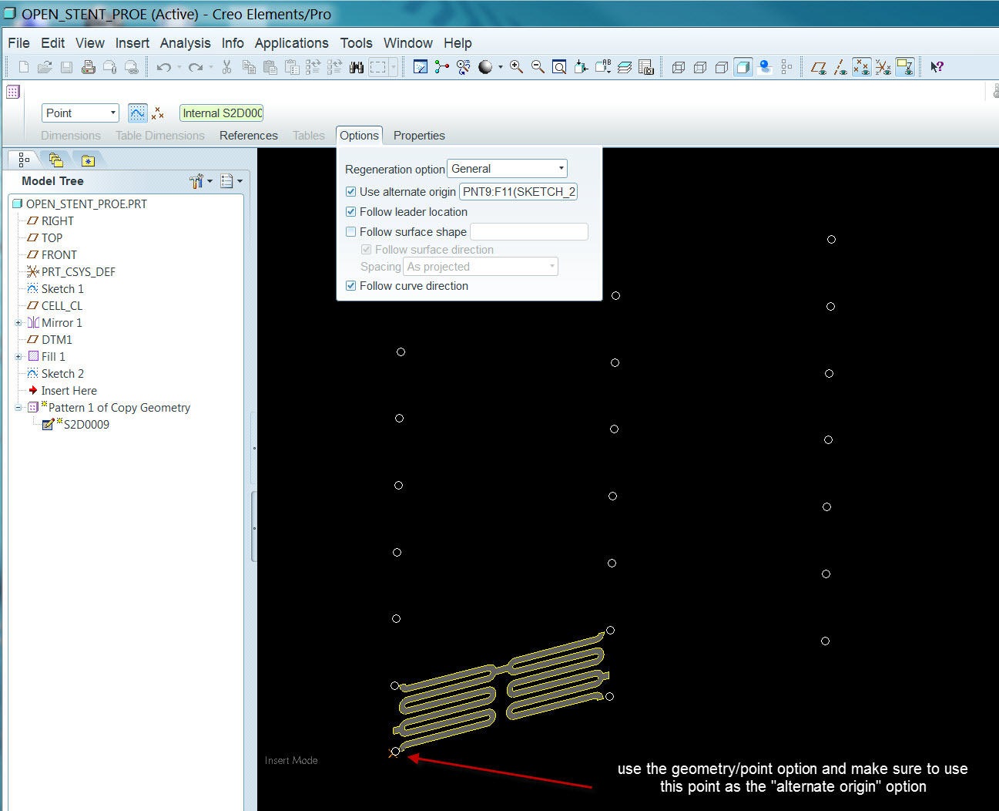 OPEN_STENT_PROE (Active) - Creo Elements/Pro
File Edit View Insert Analysis Info Applications Tools Window Help
Point
Internal S2D000
Dimensions Table Dimensions References Tables Options Properties
Regeneration option General
Use alternate origin PNT9:F11(SKETCH_2
Follow leader location
Follow surface shape
Follow surface direction
Spacing As projected
Follow curve direction
Model Tree
OPEN_STENT_PROE.PRT
RIGHT
TOP
FRONT
PRT_CSYS_DEF
Sketch 1
CELL_CL
Mirror 1
DTM1
Fill 1
Sketch 2
Insert Here
Pattern 1 of Copy Geometry
S2D0009
Insert Mode
use the geometry/point option and make sure to use
this point as the "alternate origin" option